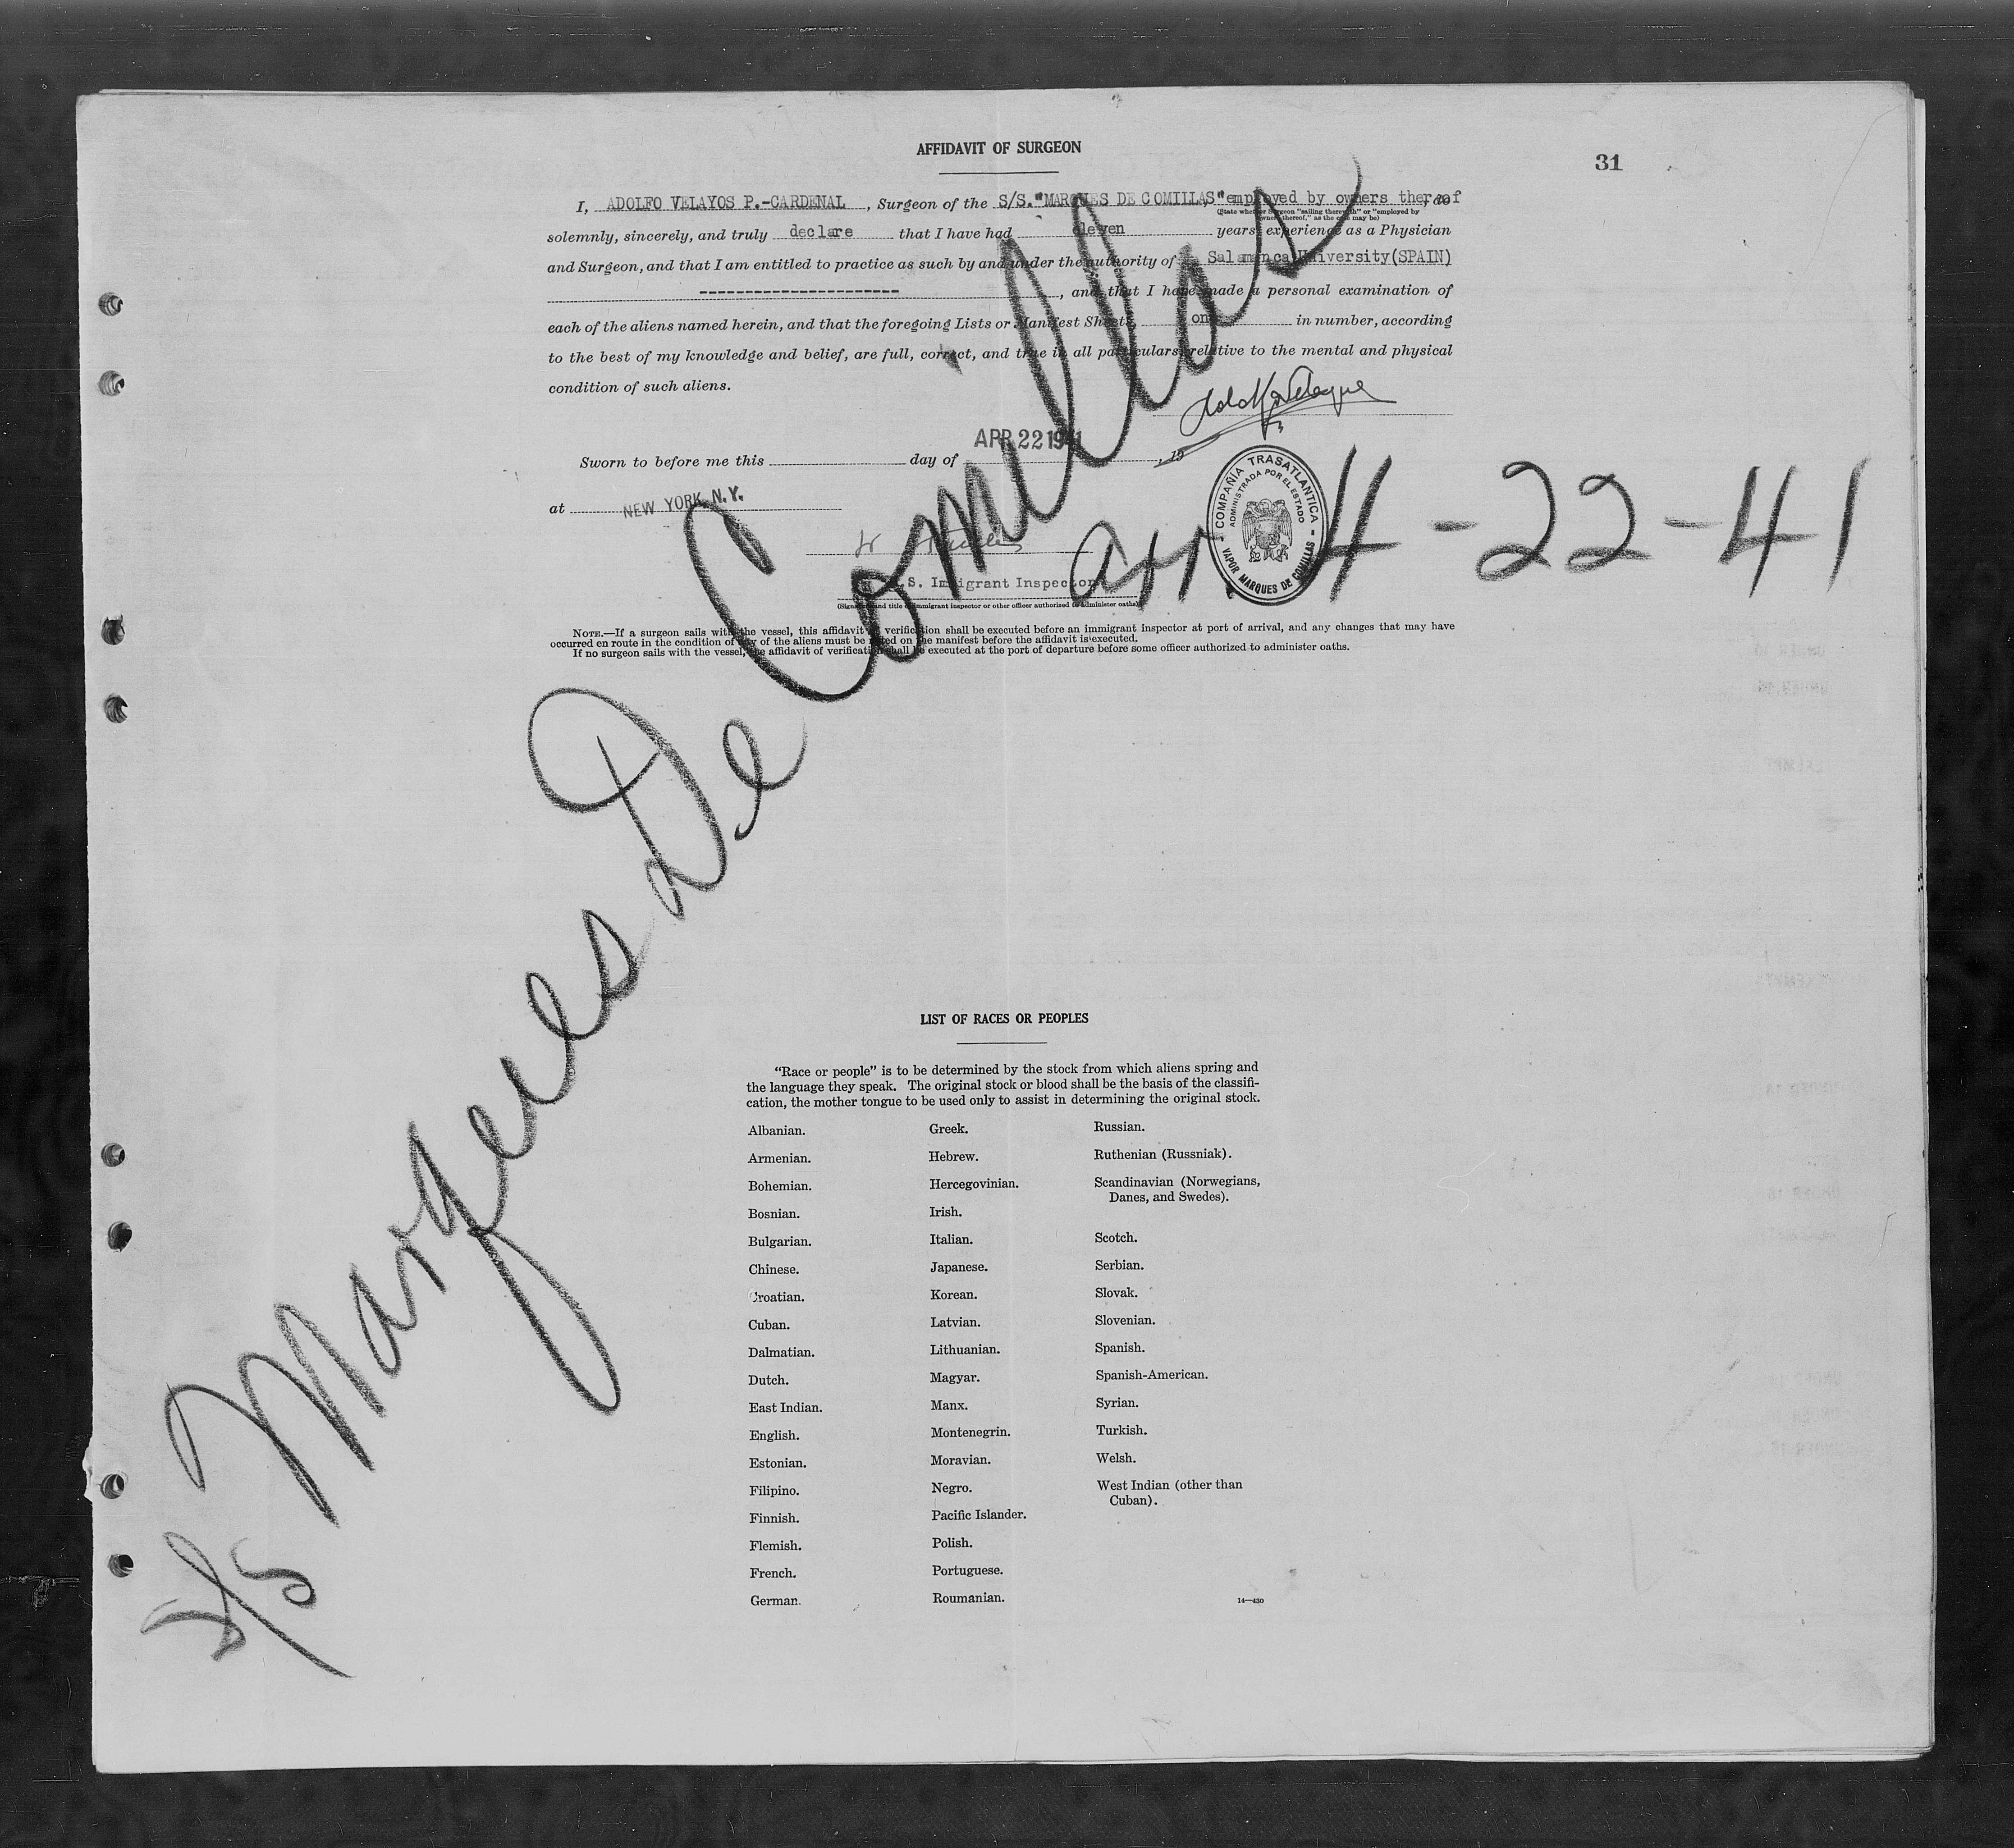 AFFIDAVIT OF SURGEON
31
I, ADOLFO VELAYOS P.-CARDENAL, Surgeon of the S/S."MARQUES DE COMILLAS" employed by owners thereof, do
(State whether Surgeon "sailing therewith" or "employed by
owners thereof," as the case may be)
solemnly, sincerely, and truly declare that I have had eleven years' experience as a Physician
and Surgeon, and that I am entitled to practice as such by and under the authority of Salamanca University(SPAIN)
----------------------, and that I have made a personal examination of
each of the aliens named herein, and that the foregoing Lists or Manifest Sheets, one in number, according
to the best of my knowledge and belief, are full, correct, and true in all particulars, relative to the mental and physical
condition of such aliens.
Sworn to before me this day of APR 22 1941, 19
at NEW YORK, N.Y.
COMPAÑIA TRASATLANTICA
ADMINISTRADA POR EL ESTADO
VAPOR MARQUES DE COMILLAS
arr. 4-22-41
U.S. Immigrant Inspector
(Signature and title of immigrant inspector or other officer authorized to administer oaths)
NOTE.—If a surgeon sails with the vessel, this affidavit of verification shall be executed before an immigrant inspector at port of arrival, and any changes that may have
occurred en route in the condition of any of the aliens must be noted on the manifest before the affidavit is executed.
If no surgeon sails with the vessel, the affidavit of verification shall be executed at the port of departure before some officer authorized to administer oaths.
S/S Marques De Comillas
LIST OF RACES OR PEOPLES
"Race or people" is to be determined by the stock from which aliens spring and
the language they speak. The original stock or blood shall be the basis of the classifi-
cation, the mother tongue to be used only to assist in determining the original stock.
Albanian.
Armenian.
Bohemian.
Bosnian.
Bulgarian.
Chinese.
Croatian.
Cuban.
Dalmatian.
Dutch.
East Indian.
English.
Estonian.
Filipino.
Finnish.
Flemish.
French.
German.
Greek.
Hebrew.
Hercegovinian.
Irish.
Italian.
Japanese.
Korean.
Latvian.
Lithuanian.
Magyar.
Manx.
Montenegrin.
Moravian.
Negro.
Pacific Islander.
Polish.
Portuguese.
Roumanian.
Russian.
Ruthenian (Russniak).
Scandinavian (Norwegians,
Danes, and Swedes).
Scotch.
Serbian.
Slovak.
Slovenian.
Spanish.
Spanish-American.
Syrian.
Turkish.
Welsh.
West Indian (other than
Cuban).
14—430